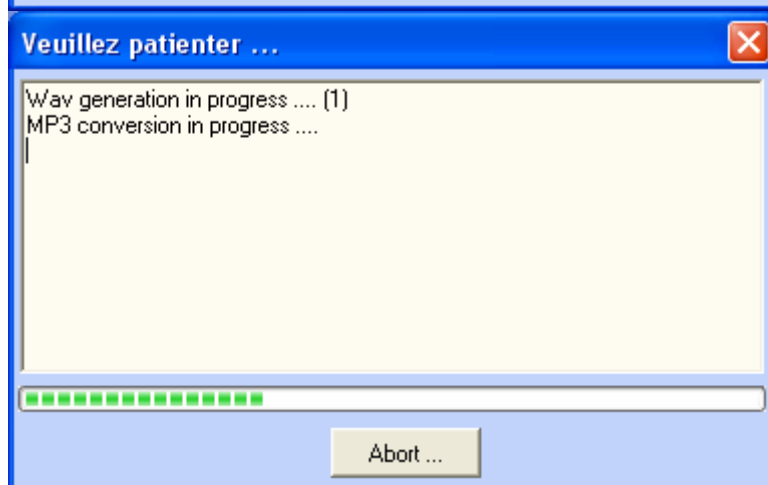 Veuillez patienter ...
Wav generation in progress .... (1)
MP3 conversion in progress ....
Abort ...